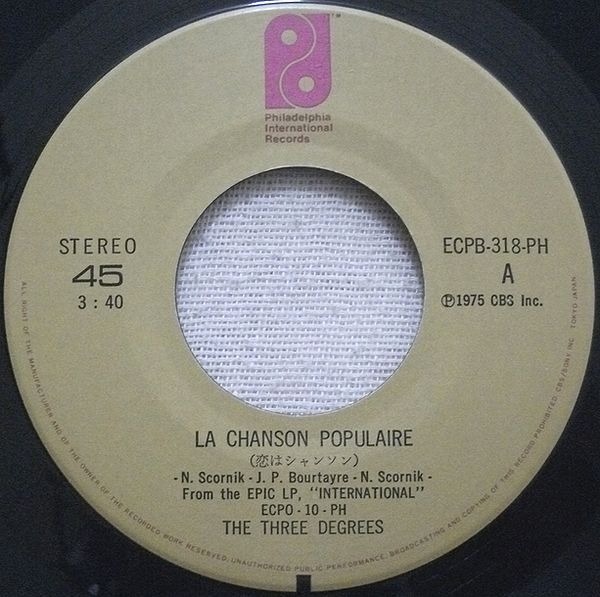 TM
Philadelphia
International
Records
STEREO
45
3 : 40
ECPB-318-PH
A
Ⓟ1975 CBS Inc.
LA CHANSON POPULAIRE
(恋はシャンソン)
- N. Scornik - J. P. Bourtayre - N. Scornik -
From the EPIC LP, "INTERNATIONAL"
ECPO - 10 - PH
THE THREE DEGREES
ALL RIGHT OF THE MANUFACTURER AND OF THE OWNER OF THE RECORDED WORK RESERVED. UNAUTHORIZED PUBLIC PERFORMANCE, BROADCASTING AND COPYING OF THIS RECORD PROHIBITED. CBS/SONY INC. TOKYO JAPAN